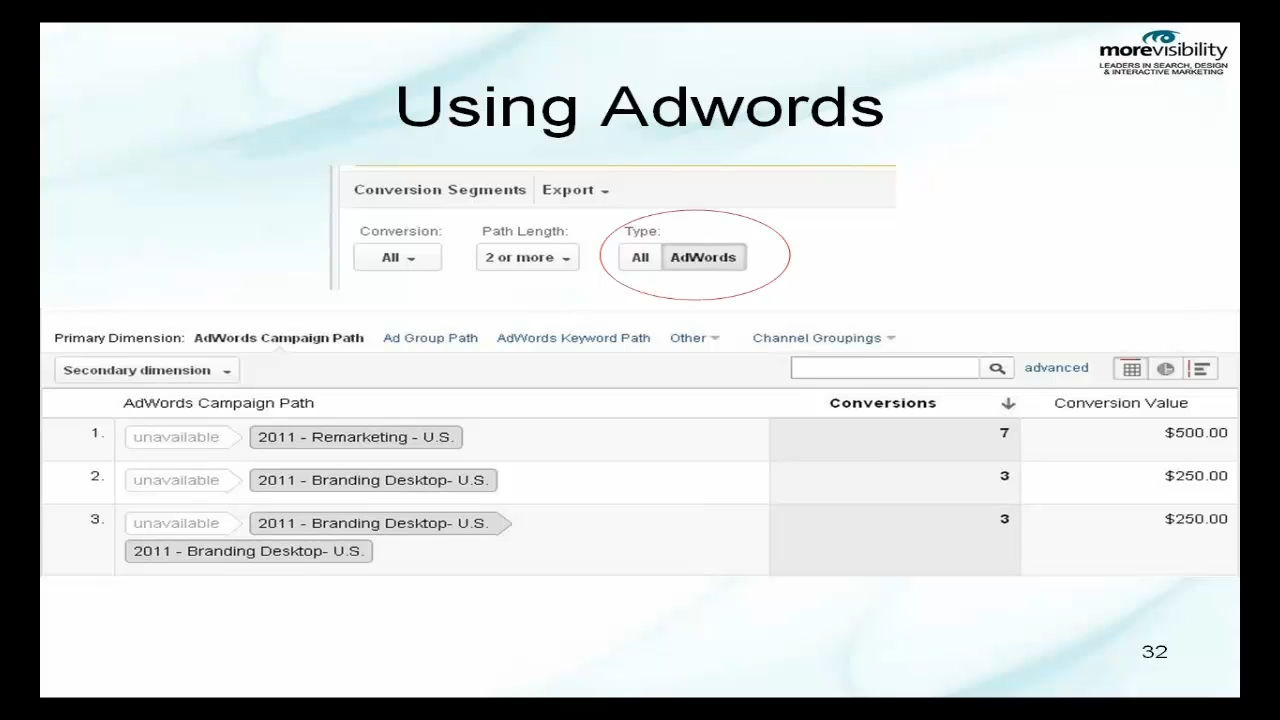 morevisibility
LEADERS IN SEARCH, DESIGN
& INTERACTIVE MARKETING
Using Adwords
Conversion Segments Export
Conversion: Path Length: Type:
All 2 or more All AdWords
Primary Dimension: AdWords Campaign Path Ad Group Path AdWords Keyword Path Other Channel Groupings
Secondary dimension advanced
AdWords Campaign Path Conversions Conversion Value
1. unavailable 2011 - Remarketing - U.S. 7 $500.00
2. unavailable 2011 - Branding Desktop- U.S. 3 $250.00
3. unavailable 2011 - Branding Desktop- U.S. 3 $250.00
2011 - Branding Desktop- U.S.
32